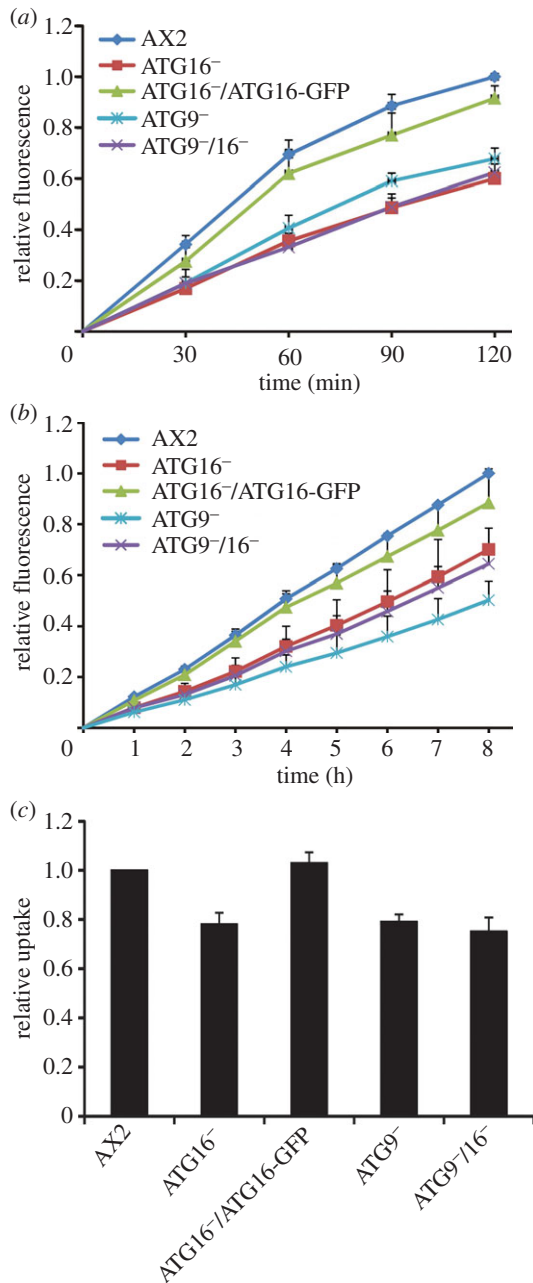 (a)
1.2
1.0
0.8
0.6
0.4
0.2
0
relative fluorescence
AX2
ATG16⁻
ATG16⁻/ATG16-GFP
ATG9⁻
ATG9⁻/16⁻
30 60 90 120
time (min)
(b)
1.2
1.0
0.8
0.6
0.4
0.2
0
relative fluorescence
AX2
ATG16⁻
ATG16⁻/ATG16-GFP
ATG9⁻
ATG9⁻/16⁻
1 2 3 4 5 6 7 8
time (h)
(c)
1.2
1.0
0.8
0.6
0.4
0.2
0
relative uptake
AX2
ATG16⁻
ATG16⁻/ATG16-GFP
ATG9⁻
ATG9⁻/16⁻